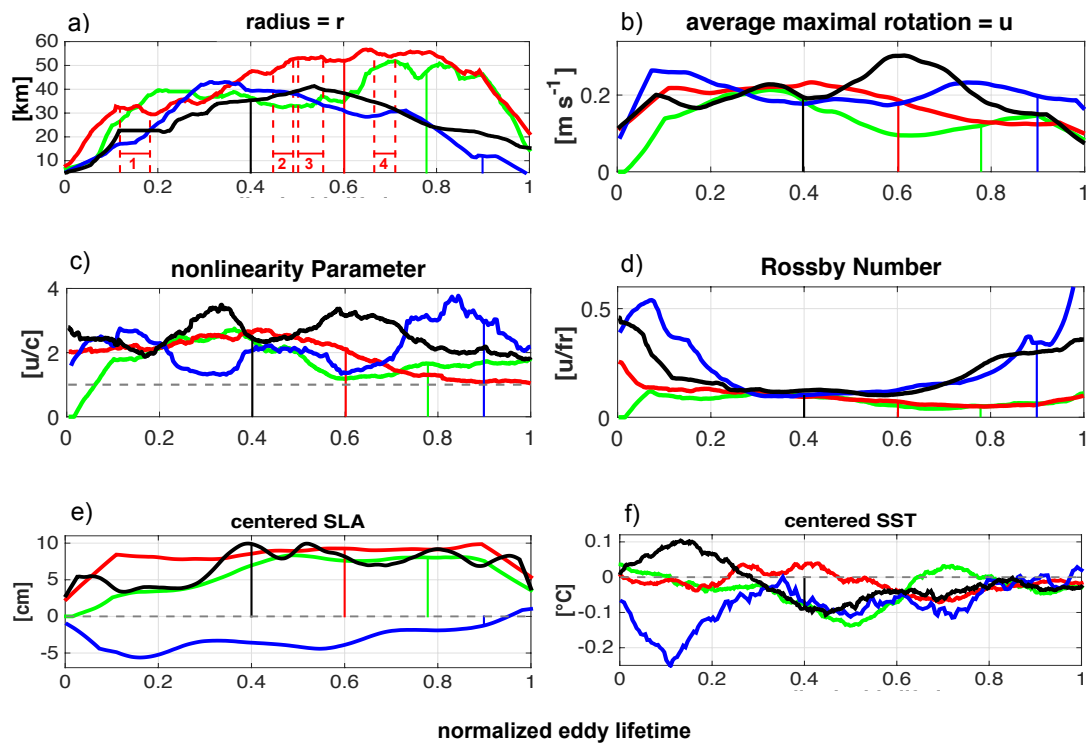 a) radius = r
b) average maximal rotation = u
[km]
60
50
40
30
20
10
1
2
3
4
0 0.2 0.4 0.6 0.8 1
[m s⁻¹]
0.2
0
0 0.2 0.4 0.6 0.8 1
c) nonlinearity Parameter
d) Rossby Number
[u/c]
4
2
0
0 0.2 0.4 0.6 0.8 1
[u/fr]
0.5
0
0 0.2 0.4 0.6 0.8 1
e) centered SLA
f) centered SST
[cm]
10
5
0
-5
0 0.2 0.4 0.6 0.8 1
[°C]
0.1
0
-0.1
-0.2
0 0.2 0.4 0.6 0.8 1
normalized eddy lifetime